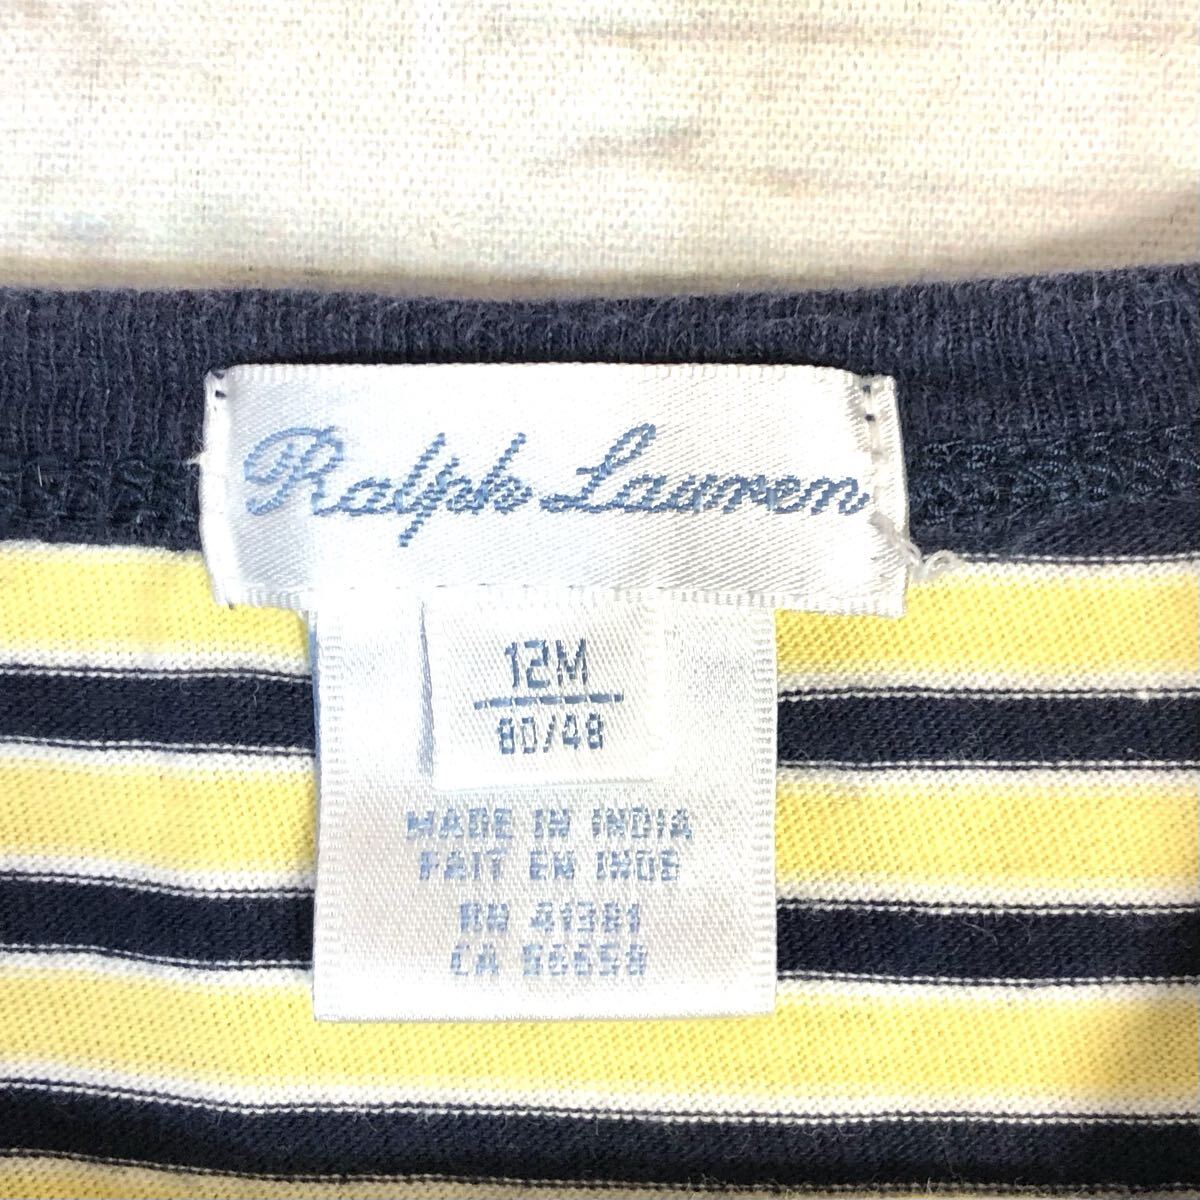 Ralph Lauren
12M
80/48
MADE IN INDIA
FAIT EN INDE
RN 41381
CA 56658